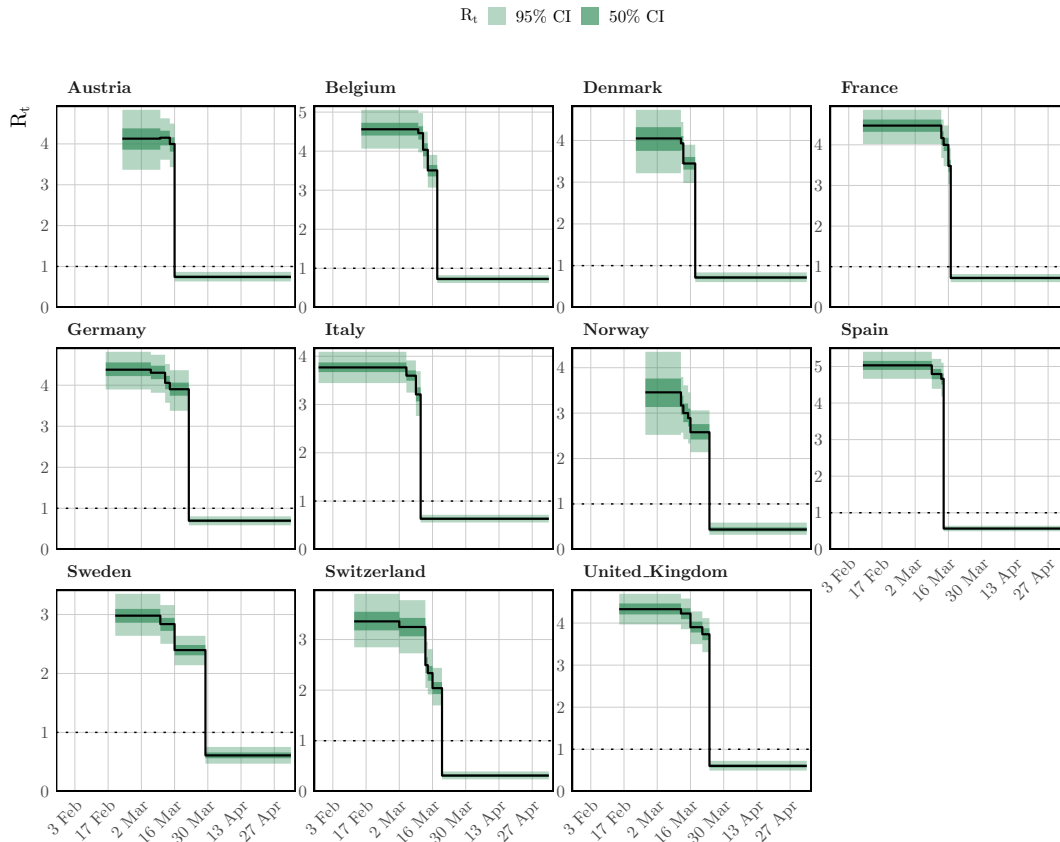 R_t 95% CI 50% CI
Austria Belgium Denmark France
R_t
4 3 2 1 0
5 4 3 2 1 0
4 3 2 1 0
4 3 2 1 0
Germany Italy Norway Spain
4 3 2 1 0
4 3 2 1 0
4 3 2 1 0
5 4 3 2 1 0
3 Feb 17 Feb 2 Mar 16 Mar 30 Mar 13 Apr 27 Apr
Sweden Switzerland United_Kingdom
3 2 1 0
3 2 1 0
4 3 2 1 0
3 Feb 17 Feb 2 Mar 16 Mar 30 Mar 13 Apr 27 Apr
3 Feb 17 Feb 2 Mar 16 Mar 30 Mar 13 Apr 27 Apr
3 Feb 17 Feb 2 Mar 16 Mar 30 Mar 13 Apr 27 Apr